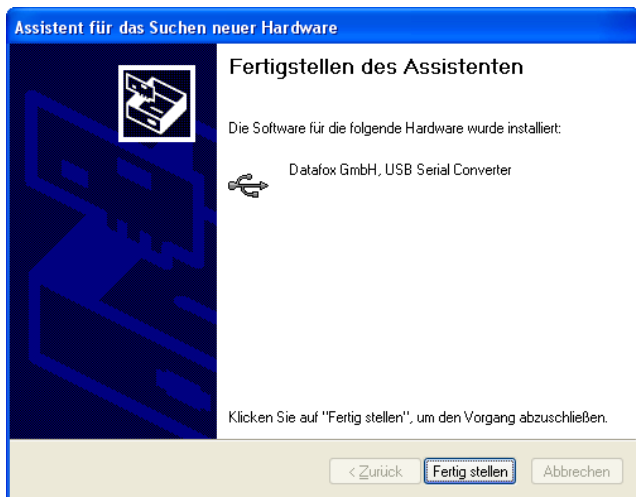 Assistent für das Suchen neuer Hardware
Fertigstellen des Assistenten
Die Software für die folgende Hardware wurde installiert:
Datafox GmbH, USB Serial Converter
Klicken Sie auf "Fertig stellen", um den Vorgang abzuschließen.
< Zurück Fertig stellen Abbrechen